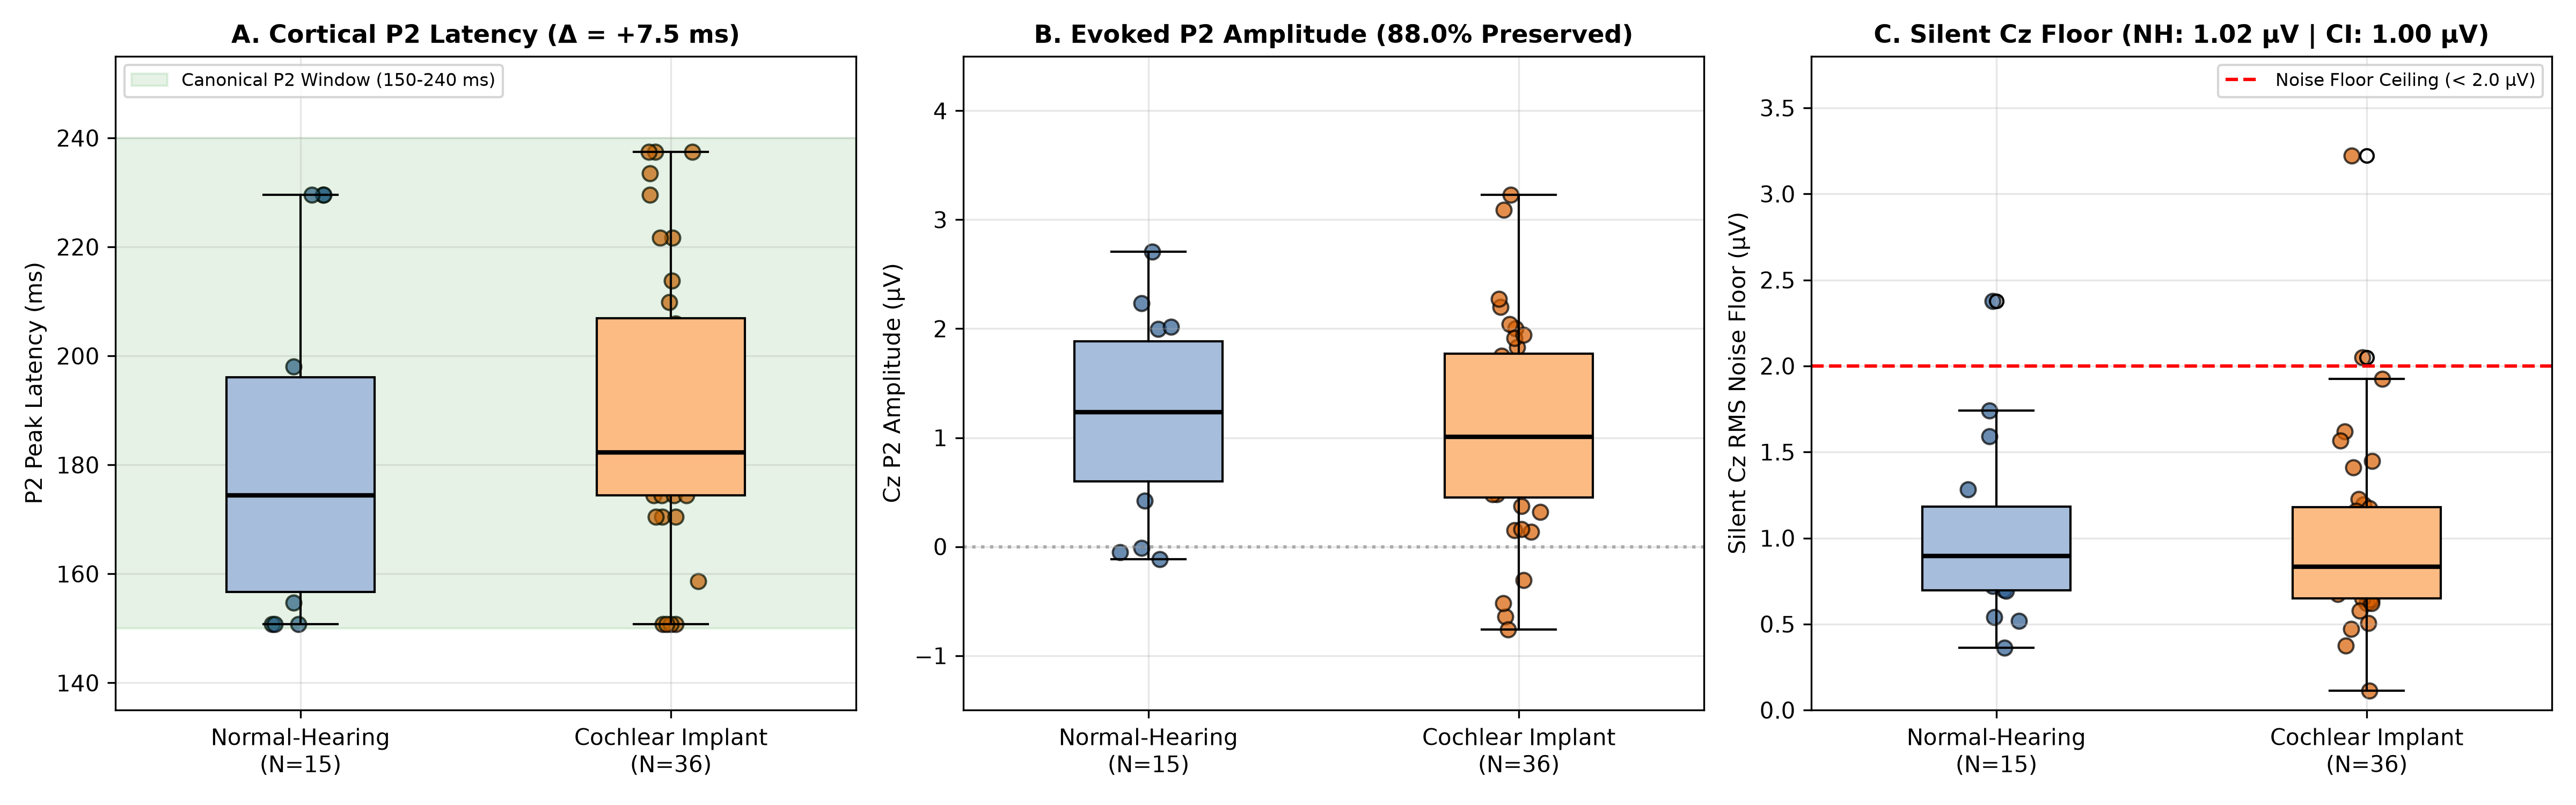 A. Cortical P2 Latency (Δ = +7.5 ms)
Canonical P2 Window (150-240 ms)
P2 Peak Latency (ms)
240
220
200
180
160
140
Normal-Hearing
(N=15)
Cochlear Implant
(N=36)
B. Evoked P2 Amplitude (88.0% Preserved)
Cz P2 Amplitude (μV)
4
3
2
1
0
−1
Normal-Hearing
(N=15)
Cochlear Implant
(N=36)
C. Silent Cz Floor (NH: 1.02 μV | CI: 1.00 μV)
Noise Floor Ceiling (< 2.0 μV)
Silent Cz RMS Noise Floor (μV)
3.5
3.0
2.5
2.0
1.5
1.0
0.5
0.0
Normal-Hearing
(N=15)
Cochlear Implant
(N=36)